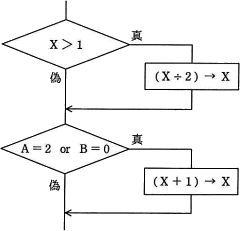 X > 1
真
(X ÷ 2) → X
偽
A = 2 or B = 0
真
(X + 1) → X
偽